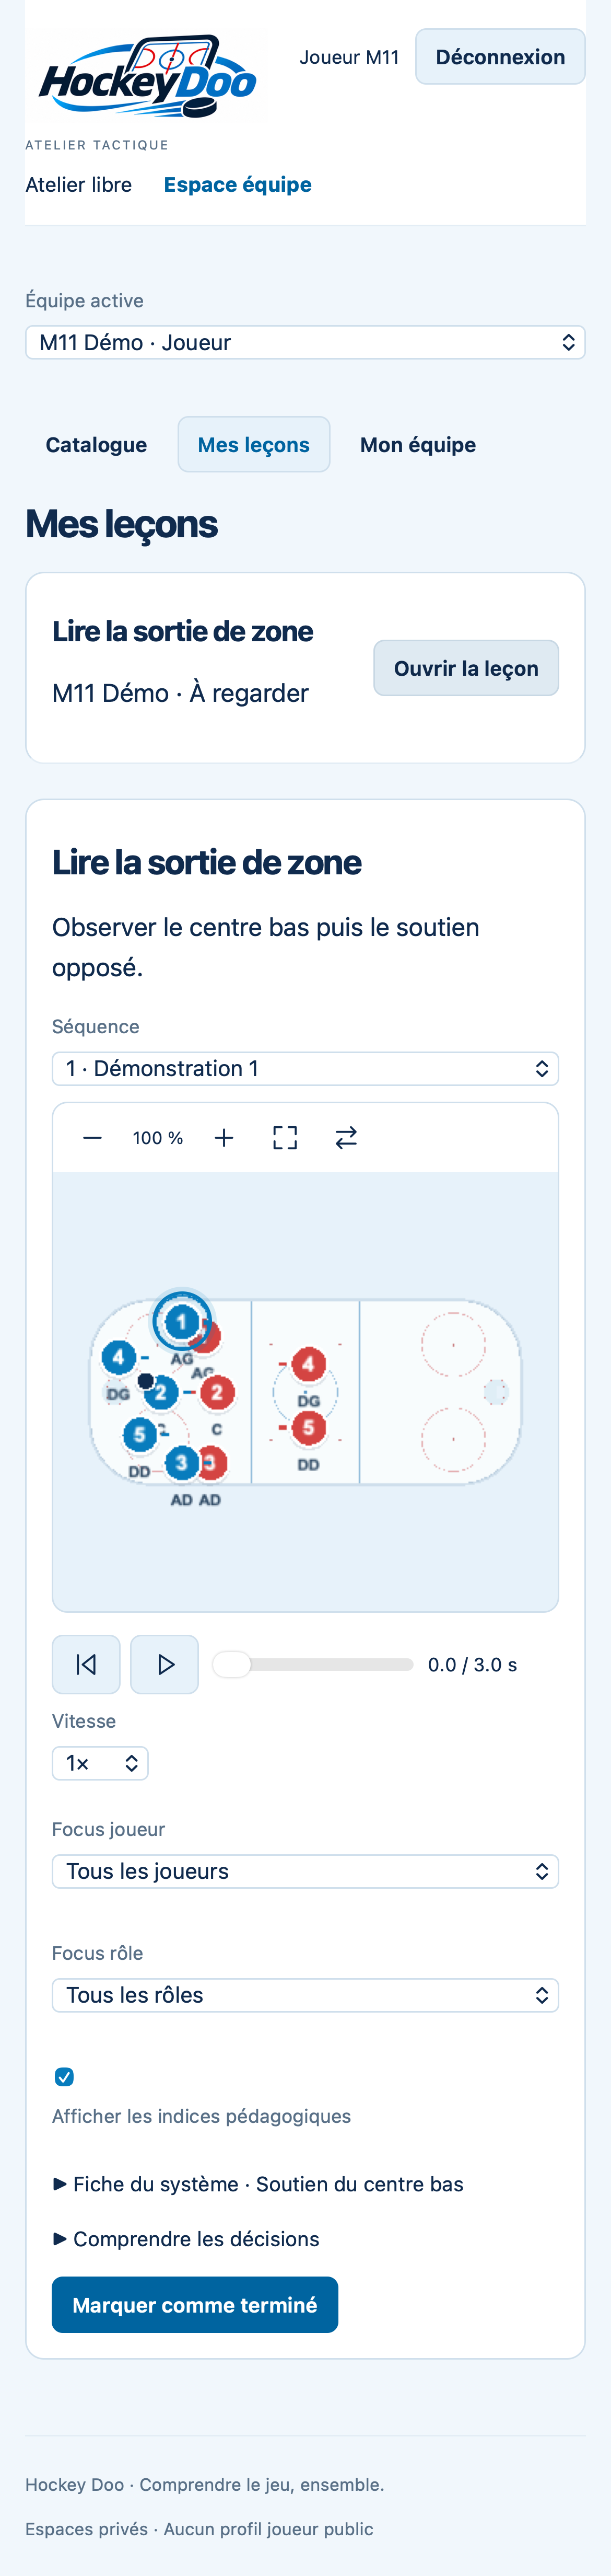 HockeyDoo
Joueur M11
Déconnexion
ATELIER TACTIQUE
Atelier libre
Espace équipe
Équipe active
M11 Démo · Joueur
Catalogue
Mes leçons
Mon équipe
Mes leçons
Lire la sortie de zone
M11 Démo · À regarder
Ouvrir la leçon
Lire la sortie de zone
Observer le centre bas puis le soutien
opposé.
Séquence
1 · Démonstration 1
100 %
1
AG
AG
4
DG
2
2
C
4
DG
5
DD
5
DD
3
AD
3
AD
0.0 / 3.0 s
Vitesse
1×
Focus joueur
Tous les joueurs
Focus rôle
Tous les rôles
Afficher les indices pédagogiques
Fiche du système · Soutien du centre bas
Comprendre les décisions
Marquer comme terminé
Hockey Doo · Comprendre le jeu, ensemble.
Espaces privés · Aucun profil joueur public